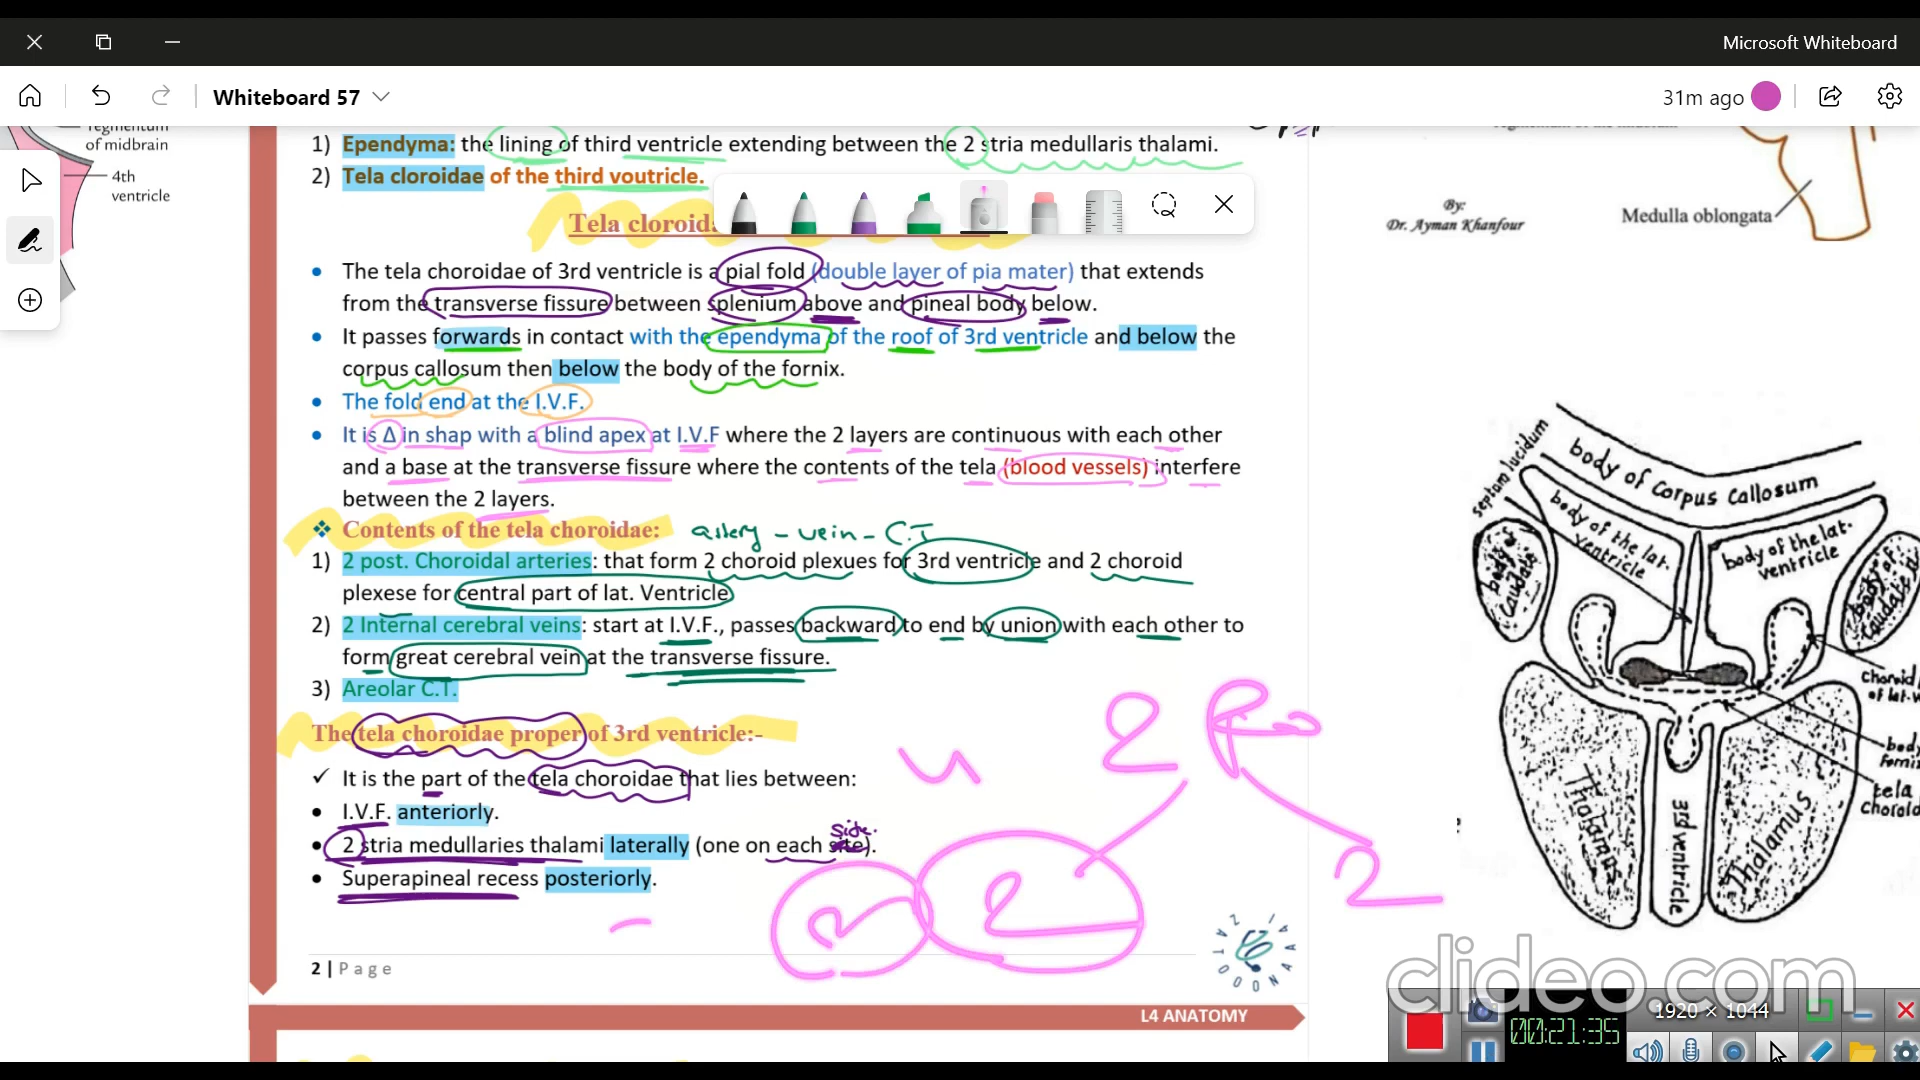 Microsoft Whiteboard
Whiteboard 57
31m ago
of midbrain
4th
ventricle
1) Ependyma: the lining of third ventricle extending between the 2 stria medullaris thalami.
2) Tela cloroidae of the third voutricle.
Tela cloroid
• The tela choroidae of 3rd ventricle is a pial fold (double layer of pia mater) that extends
from the transverse fissure between splenium above and pineal body below.
• It passes forwards in contact with the ependyma of the roof of 3rd ventricle and below the
corpus callosum then below the body of the fornix.
• The fold end at the I.V.F.
• It is Δ in shap with a blind apex at I.V.F where the 2 layers are continuous with each other
and a base at the transverse fissure where the contents of the tela (blood vessels) interfere
between the 2 layers.
❖ Contents of the tela choroidae: artery - vein - C.T
1) 2 post. Choroidal arteries: that form 2 choroid plexues for 3rd ventricle and 2 choroid
plexese for central part of lat. Ventricle
2) 2 Internal cerebral veins: start at I.V.F., passes backward to end by union with each other to
form great cerebral vein at the transverse fissure.
3) Areolar C.T.
The tela choroidae proper of 3rd ventricle:-
✓ It is the part of the tela choroidae that lies between:
• I.V.F. anteriorly.
side.
• 2 stria medullaries thalami laterally (one on each site).
• Superapineal recess posteriorly.
2
2
2
2 | Page
L4 ANATOMY
By:
Dr. Ayman Khanfour
Medulla oblongata
septum lucidum
body of corpus callosum
body of the lat.
ventricle
body of the lat.
ventricle
body of
caudate
body of
caudate
choroid
of lat. v
body
fornix
tela
choroid
Thalamus
3rd ventricle
Thalamus
clideo.com
1920 × 1044
00:21:35